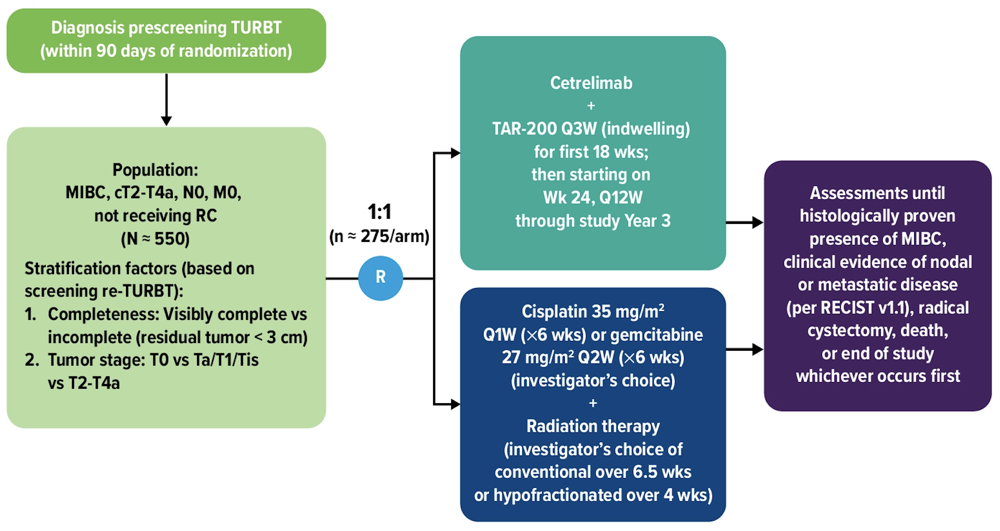 Diagnosis prescreening TURBT
(within 90 days of randomization)
Population:
MIBC, cT2-T4a, N0, M0,
not receiving RC
(N ≈ 550)
Stratification factors (based on
screening re-TURBT):
1. Completeness: Visibly complete vs
incomplete (residual tumor < 3 cm)
2. Tumor stage: T0 vs Ta/T1/Tis
vs T2-T4a
1:1
(n ≈ 275/arm)
R
Cetrelimab
+
TAR-200 Q3W (indwelling)
for first 18 wks;
then starting on
Wk 24, Q12W
through study Year 3
Cisplatin 35 mg/m²
Q1W (×6 wks) or gemcitabine
27 mg/m² Q2W (×6 wks)
(investigator’s choice)
+
Radiation therapy
(investigator’s choice of
conventional over 6.5 wks
or hypofractionated over 4 wks)
Assessments until
histologically proven
presence of MIBC,
clinical evidence of nodal
or metastatic disease
(per RECIST v1.1), radical
cystectomy, death,
or end of study
whichever occurs first